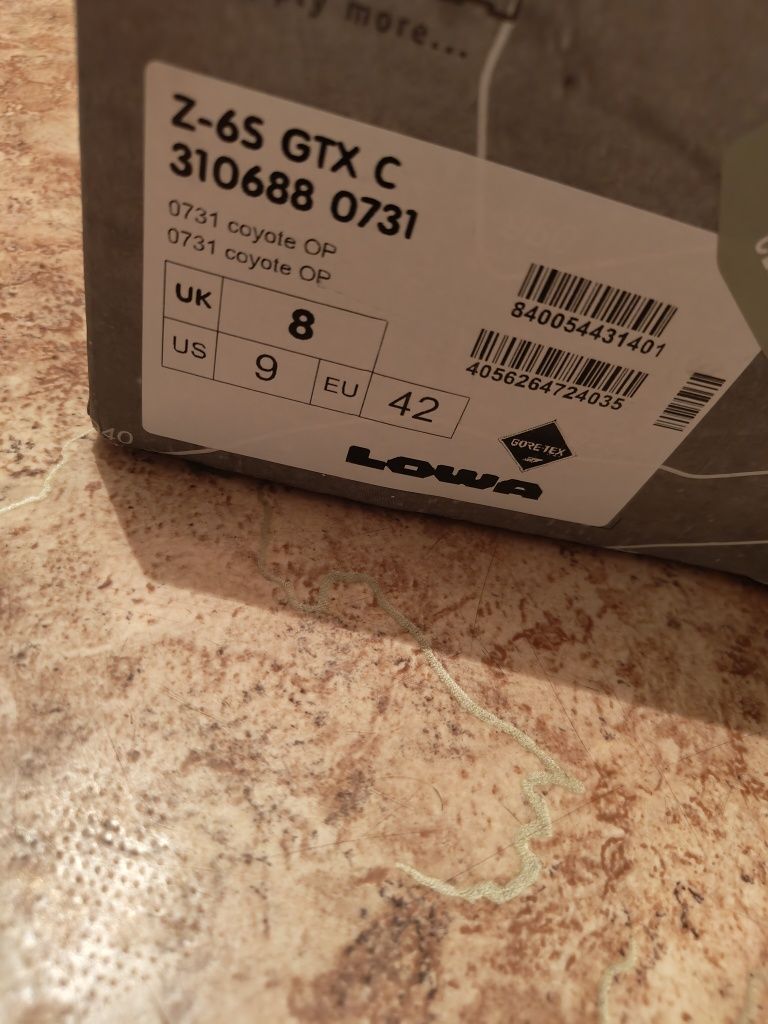 more...
Z-6S GTX C
310688 0731
0731 coyote OP
0731 coyote OP
UK 8
US 9 EU 42
840054431401
4056264724035
GORE-TEX
LOWA
40